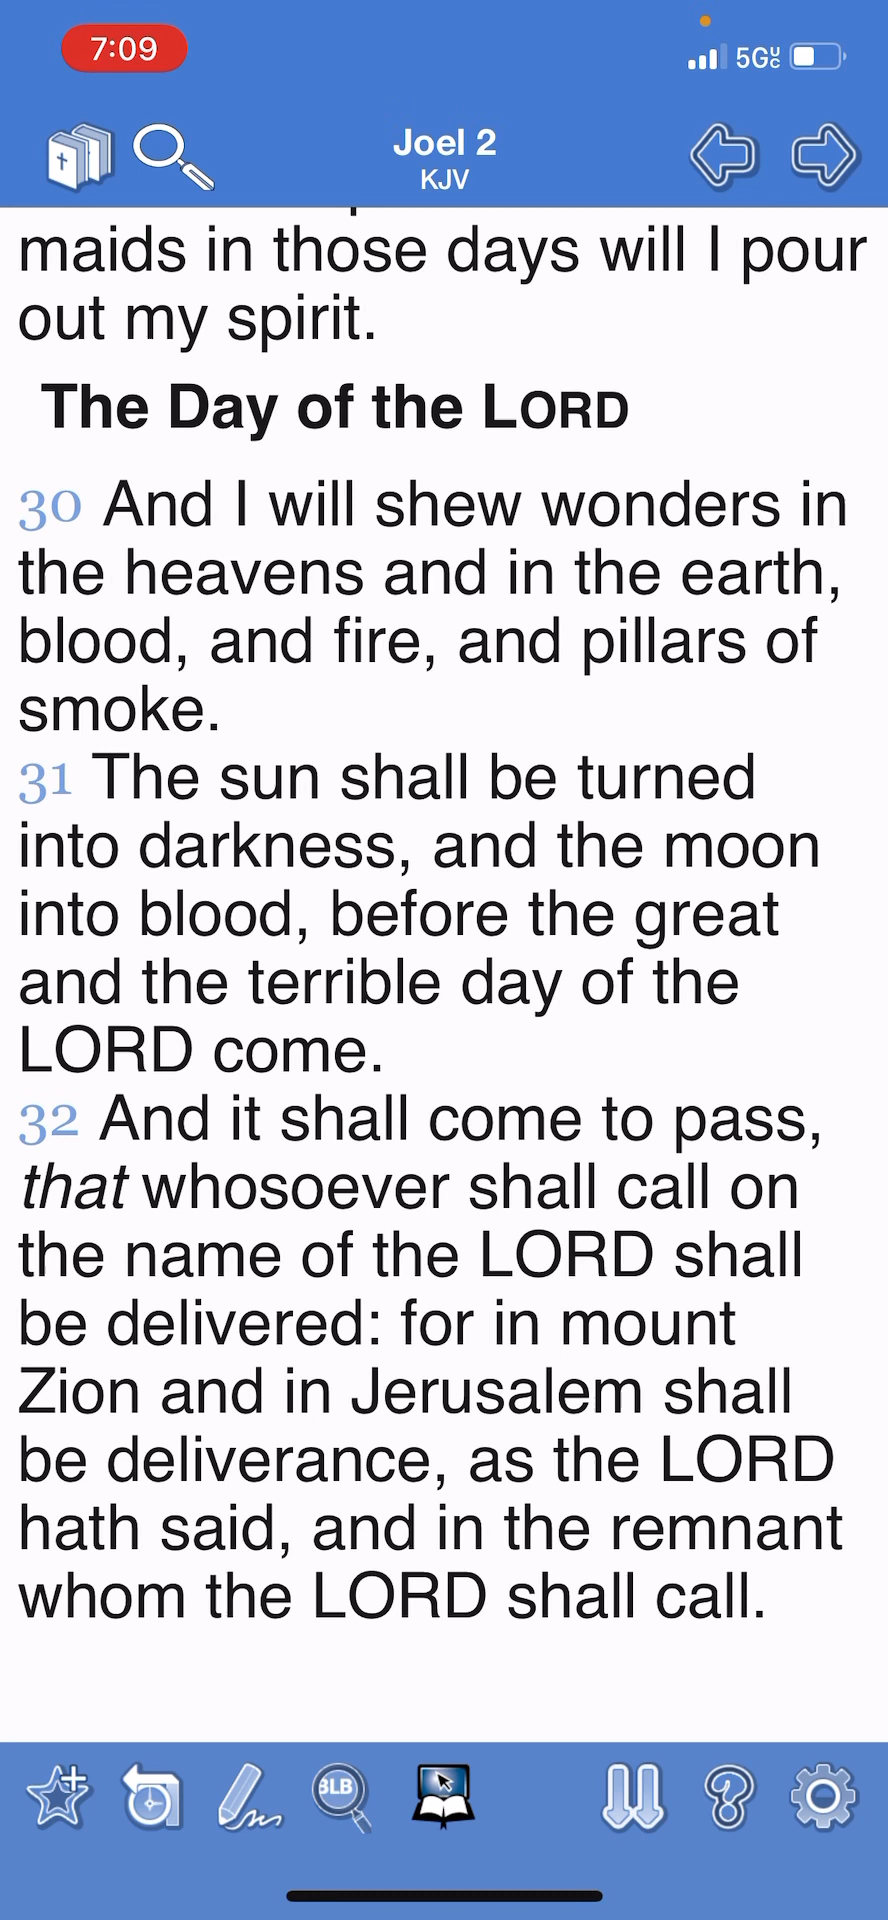 7:09
5GUC
Joel 2
KJV
maids in those days will I pour
out my spirit.
The Day of the LORD
30 And I will shew wonders in
the heavens and in the earth,
blood, and fire, and pillars of
smoke.
31 The sun shall be turned
into darkness, and the moon
into blood, before the great
and the terrible day of the
LORD come.
32 And it shall come to pass,
that whosoever shall call on
the name of the LORD shall
be delivered: for in mount
Zion and in Jerusalem shall
be deliverance, as the LORD
hath said, and in the remnant
whom the LORD shall call.
BLB